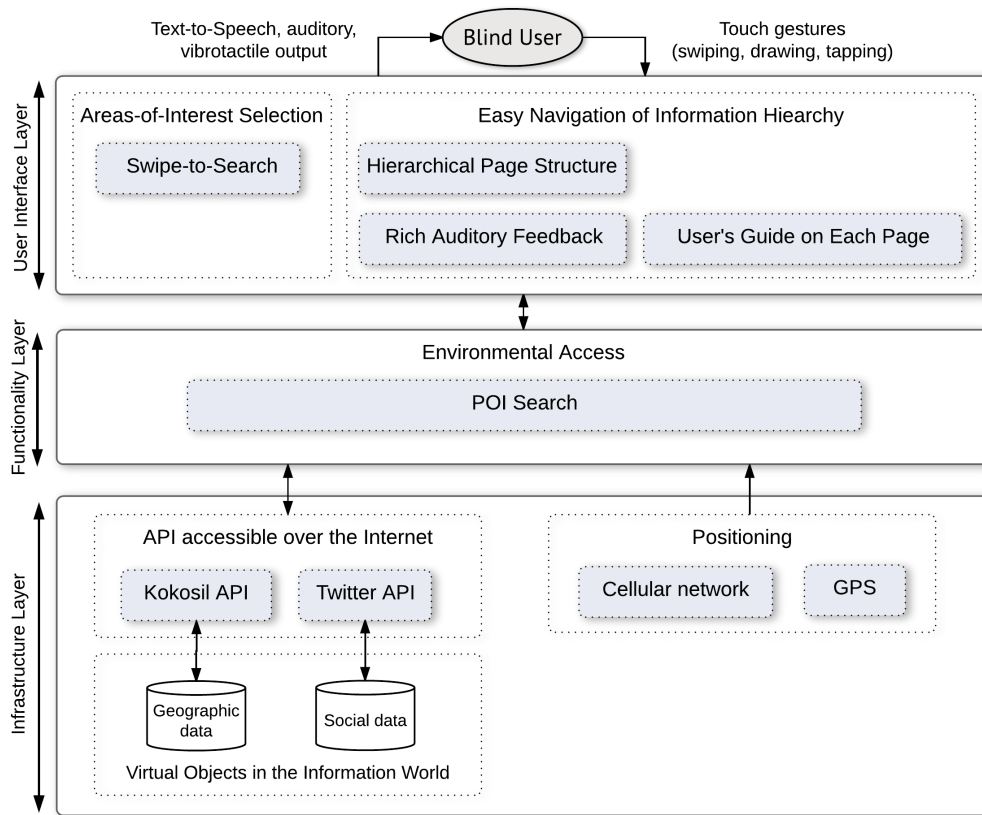 Text-to-Speech, auditory,
vibrotactile output
Blind User
Touch gestures
(swiping, drawing, tapping)
User Interface Layer
Areas-of-Interest Selection
Swipe-to-Search
Easy Navigation of Information Hiearchy
Hierarchical Page Structure
Rich Auditory Feedback
User's Guide on Each Page
Functionality Layer
Environmental Access
POI Search
Infrastructure Layer
API accessible over the Internet
Kokosil API
Twitter API
Positioning
Cellular network
GPS
Geographic
data
Social data
Virtual Objects in the Information World